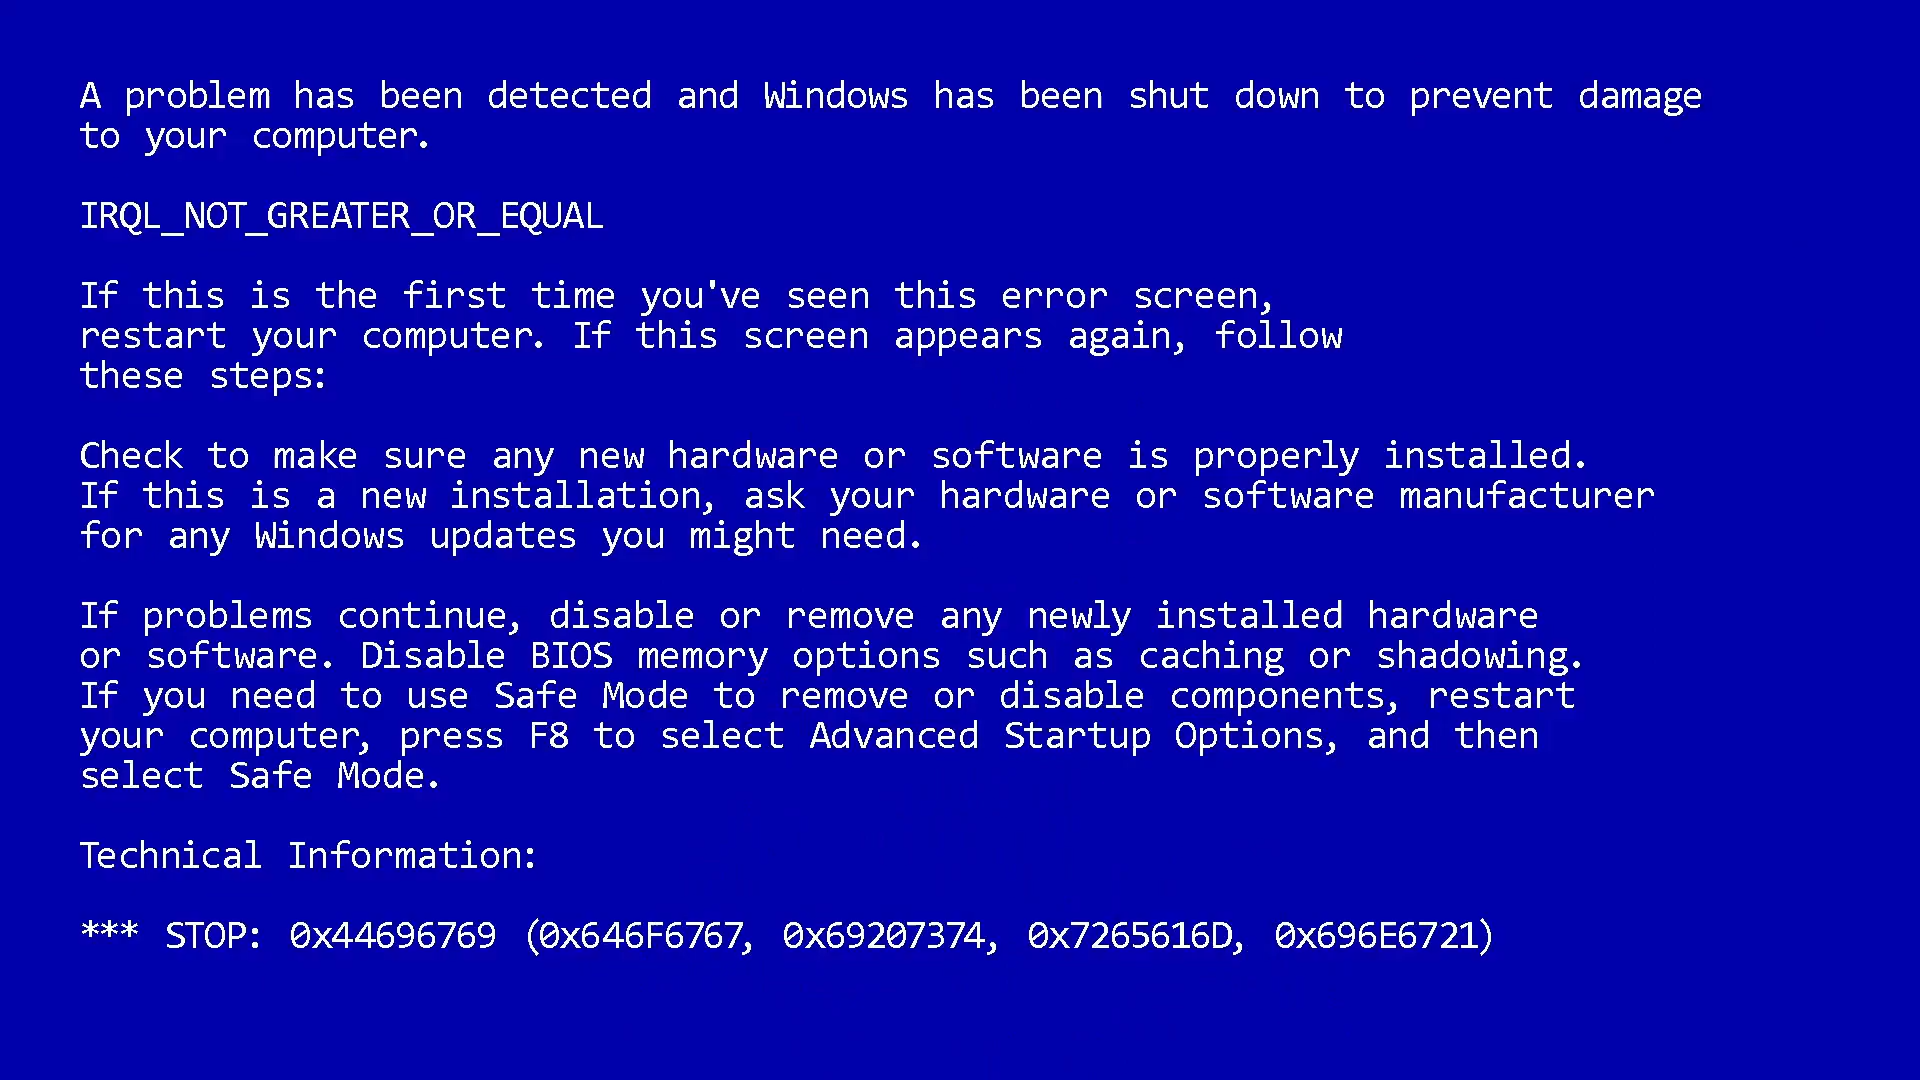 A problem has been detected and Windows has been shut down to prevent damage
to your computer.
IRQL_NOT_GREATER_OR_EQUAL
If this is the first time you've seen this error screen,
restart your computer. If this screen appears again, follow
these steps:
Check to make sure any new hardware or software is properly installed.
If this is a new installation, ask your hardware or software manufacturer
for any Windows updates you might need.
If problems continue, disable or remove any newly installed hardware
or software. Disable BIOS memory options such as caching or shadowing.
If you need to use Safe Mode to remove or disable components, restart
your computer, press F8 to select Advanced Startup Options, and then
select Safe Mode.
Technical Information:
*** STOP: 0x44696769 (0x646F6767, 0x69207374, 0x7265616D, 0x696E6721)